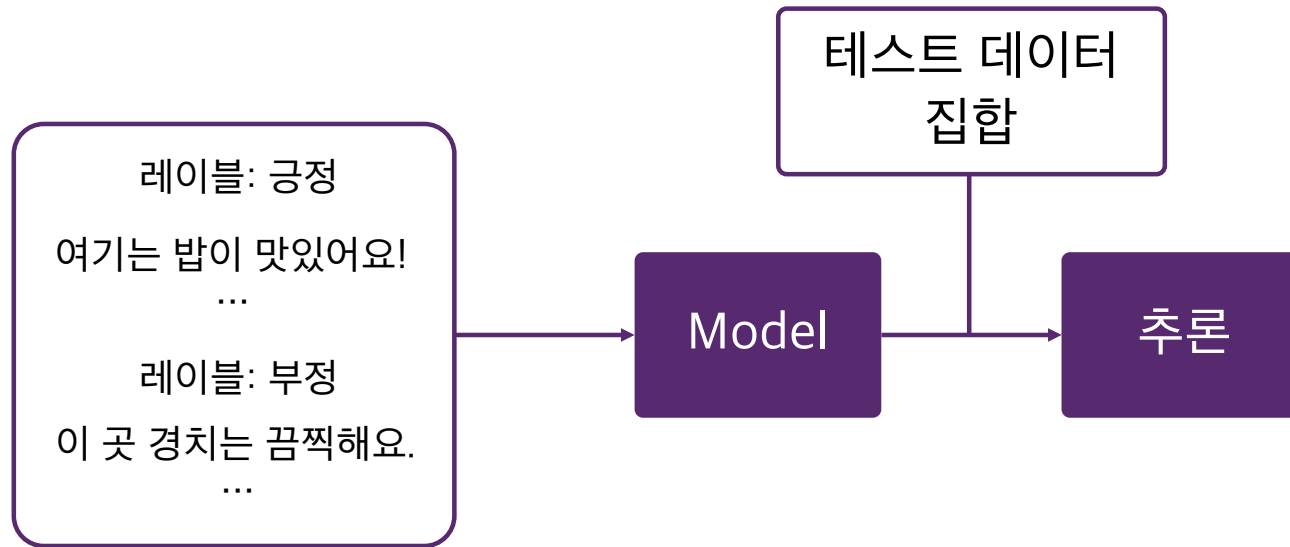 테스트 데이터
집합
레이블: 긍정
여기는 밥이 맛있어요!
...
레이블: 부정
이 곳 경치는 끔찍해요.
...
Model
추론